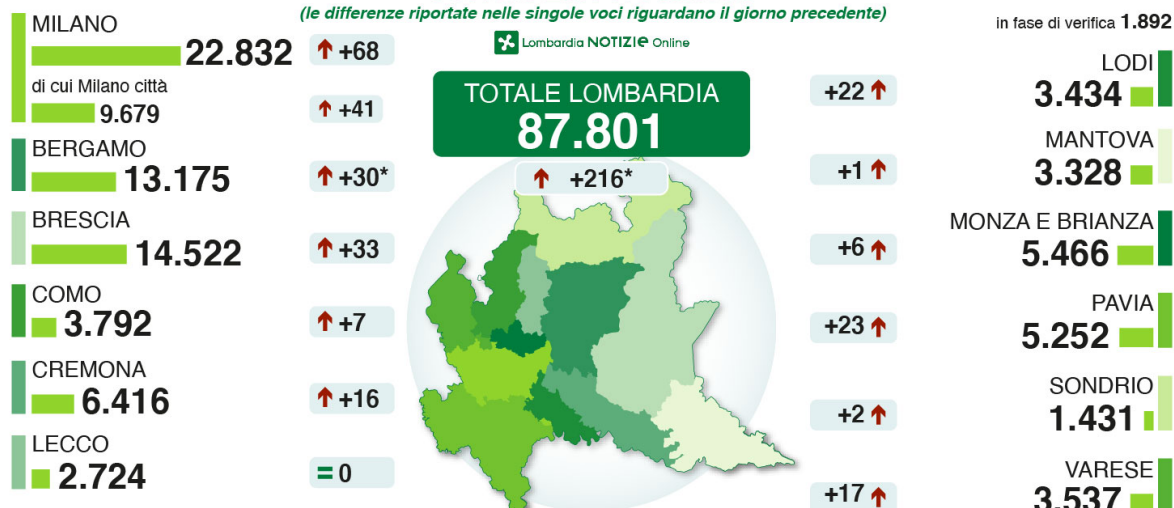 (le differenze riportate nelle singole voci riguardano il giorno precedente)
Lombardia NOTIZIE Online
TOTALE LOMBARDIA
87.801
+216*
MILANO
22.832
+68
di cui Milano città
9.679
+41
BERGAMO
13.175
+30*
BRESCIA
14.522
+33
COMO
3.792
+7
CREMONA
6.416
+16
LECCO
2.724
= 0
in fase di verifica 1.892
LODI
+22
3.434
MANTOVA
+1
3.328
MONZA E BRIANZA
+6
5.466
PAVIA
+23
5.252
SONDRIO
+2
1.431
VARESE
+17
3.537